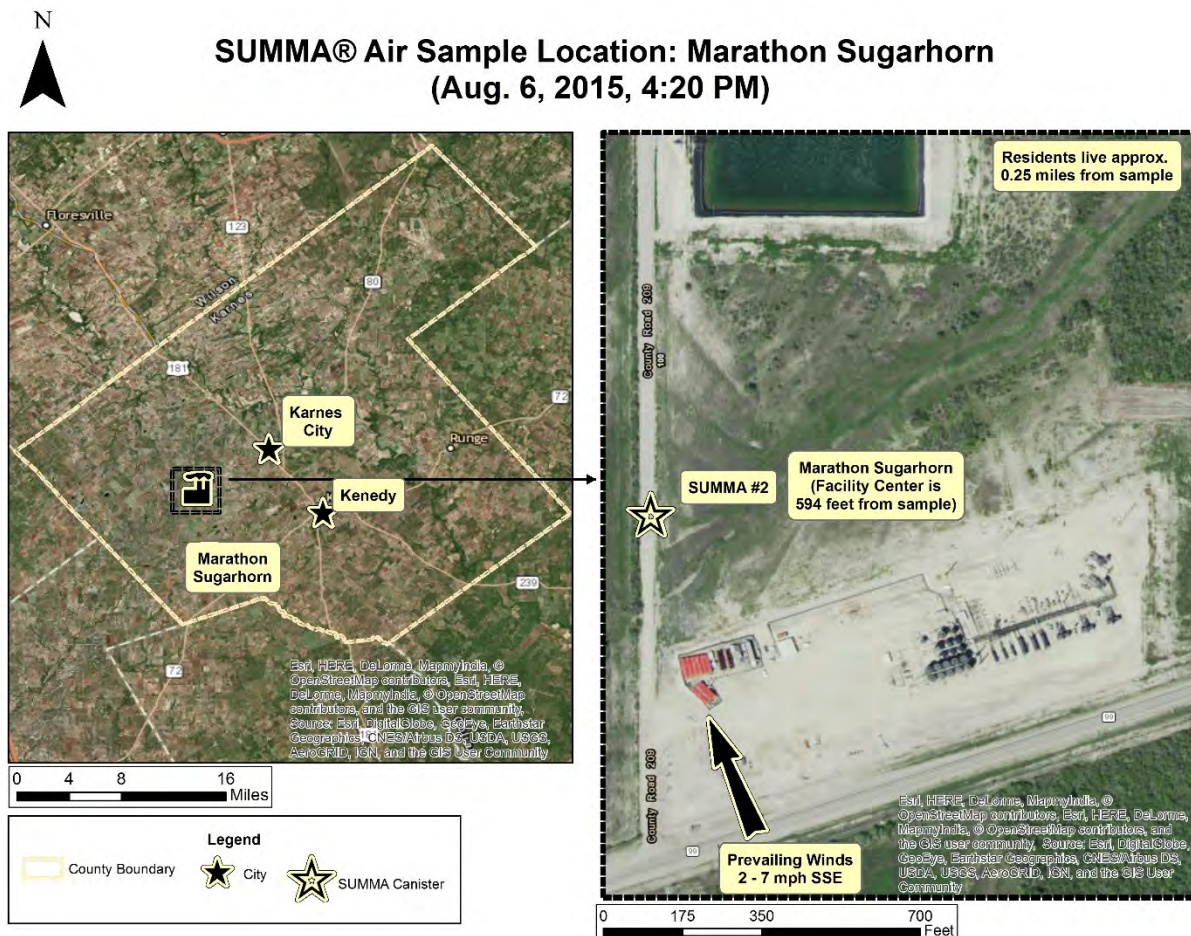 N
SUMMA® Air Sample Location: Marathon Sugarhorn
(Aug. 6, 2015, 4:20 PM)
Floresville
123
80
Wilson
Karnes
181
72
Karnes
City
Runge
Kenedy
Marathon
Sugarhorn
239
72
Esri, HERE, DeLorme, MapmyIndia, ©
OpenStreetMap contributors, Esri, HERE,
DeLorme, MapmyIndia, © OpenStreetMap
contributors, and the GIS user community,
Source: Esri, DigitalGlobe, GeoEye, Earthstar
Geographics, CNES/Airbus DS, USDA, USGS,
AeroGRID, IGN, and the GIS User Community
0 4 8 16
Miles
Legend
County Boundary
City
SUMMA Canister
Residents live approx.
0.25 miles from sample
County Road 209
100
SUMMA #2
Marathon Sugarhorn
(Facility Center is
594 feet from sample)
99
County Road 209
99
Prevailing Winds
2 - 7 mph SSE
Esri, HERE, DeLorme, MapmyIndia, ©
OpenStreetMap contributors, Esri, HERE, DeLorme,
MapmyIndia, © OpenStreetMap contributors, and
the GIS user community, Source: Esri, DigitalGlobe,
GeoEye, Earthstar Geographics, CNES/Airbus DS,
USDA, USGS, AeroGRID, IGN, and the GIS User
Community
0 175 350 700
Feet